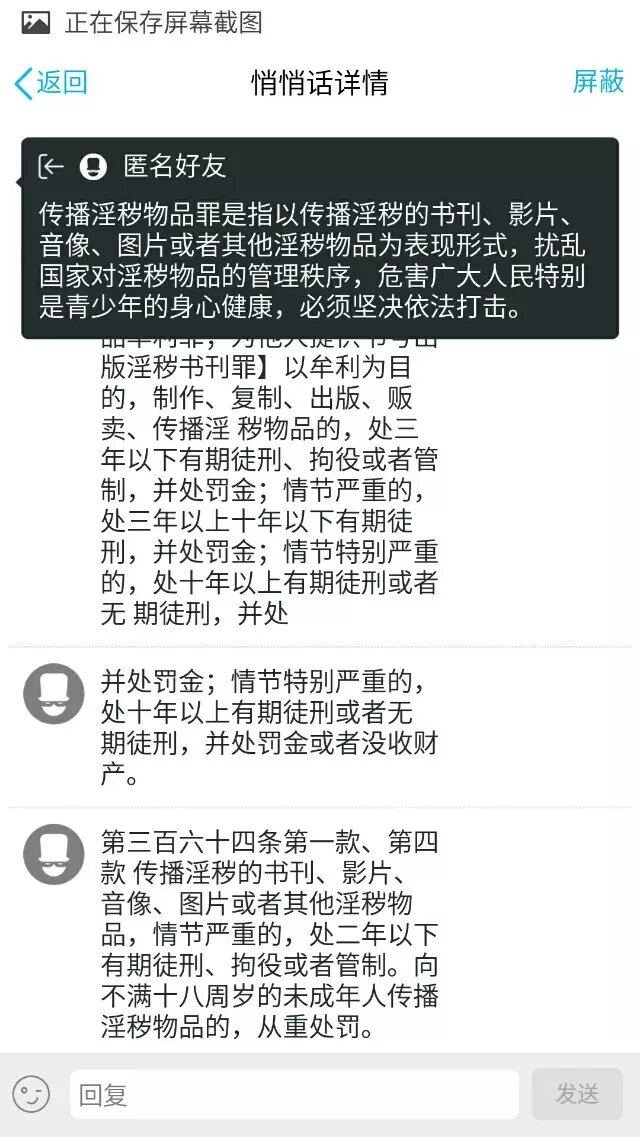 正在保存屏幕截图
返回
悄悄话详情
屏蔽
匿名好友
传播淫秽物品罪是指以传播淫秽的书刊、影片、
音像、图片或者其他淫秽物品为表现形式，扰乱
国家对淫秽物品的管理秩序，危害广大人民特别
是青少年的身心健康，必须坚决依法打击。
品牟利罪；为他人提供书号出
版淫秽书刊罪】以牟利为目
的，制作、复制、出版、贩
卖、传播淫 秽物品的，处三
年以下有期徒刑、拘役或者管
制，并处罚金；情节严重的，
处三年以上十年以下有期徒
刑，并处罚金；情节特别严重
的，处十年以上有期徒刑或者
无 期徒刑，并处
并处罚金；情节特别严重的，
处十年以上有期徒刑或者无
期徒刑，并处罚金或者没收财
产。
第三百六十四条第一款、第四
款 传播淫秽的书刊、影片、
音像、图片或者其他淫秽物
品，情节严重的，处二年以下
有期徒刑、拘役或者管制。向
不满十八周岁的未成年人传播
淫秽物品的，从重处罚。
回复
发送